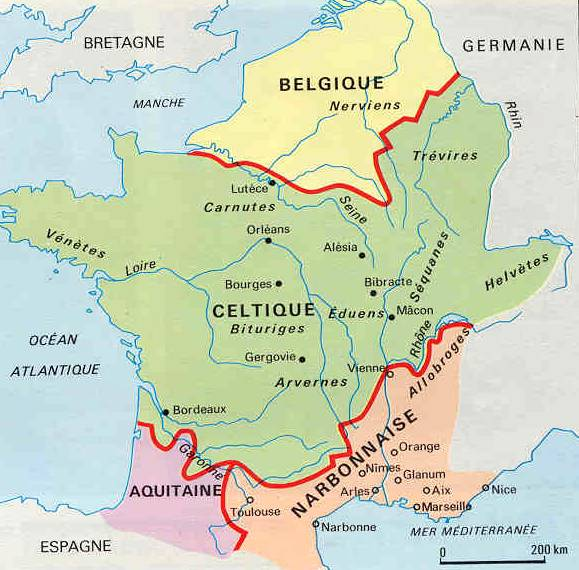 BRETAGNE
GERMANIE
BELGIQUE
MANCHE
Nerviens
Rhin
Trévires
Lutèce
Carnutes
Seine
Orléans
Vénètes
Alésia
Loire
Séquanes
Helvètes
Bourges
Bibracte
CELTIQUE
Éduens
Mâcon
Bituriges
OCÉAN
ATLANTIQUE
Rhône
Gergovie
Vienne
Allobroges
Arvernes
Bordeaux
NARBONNAISE
Garonne
Orange
Nîmes
Glanum
AQUITAINE
Arles
Aix
Nice
Toulouse
Marseille
Narbonne
MER MÉDITERRANÉE
ESPAGNE
0 200 km